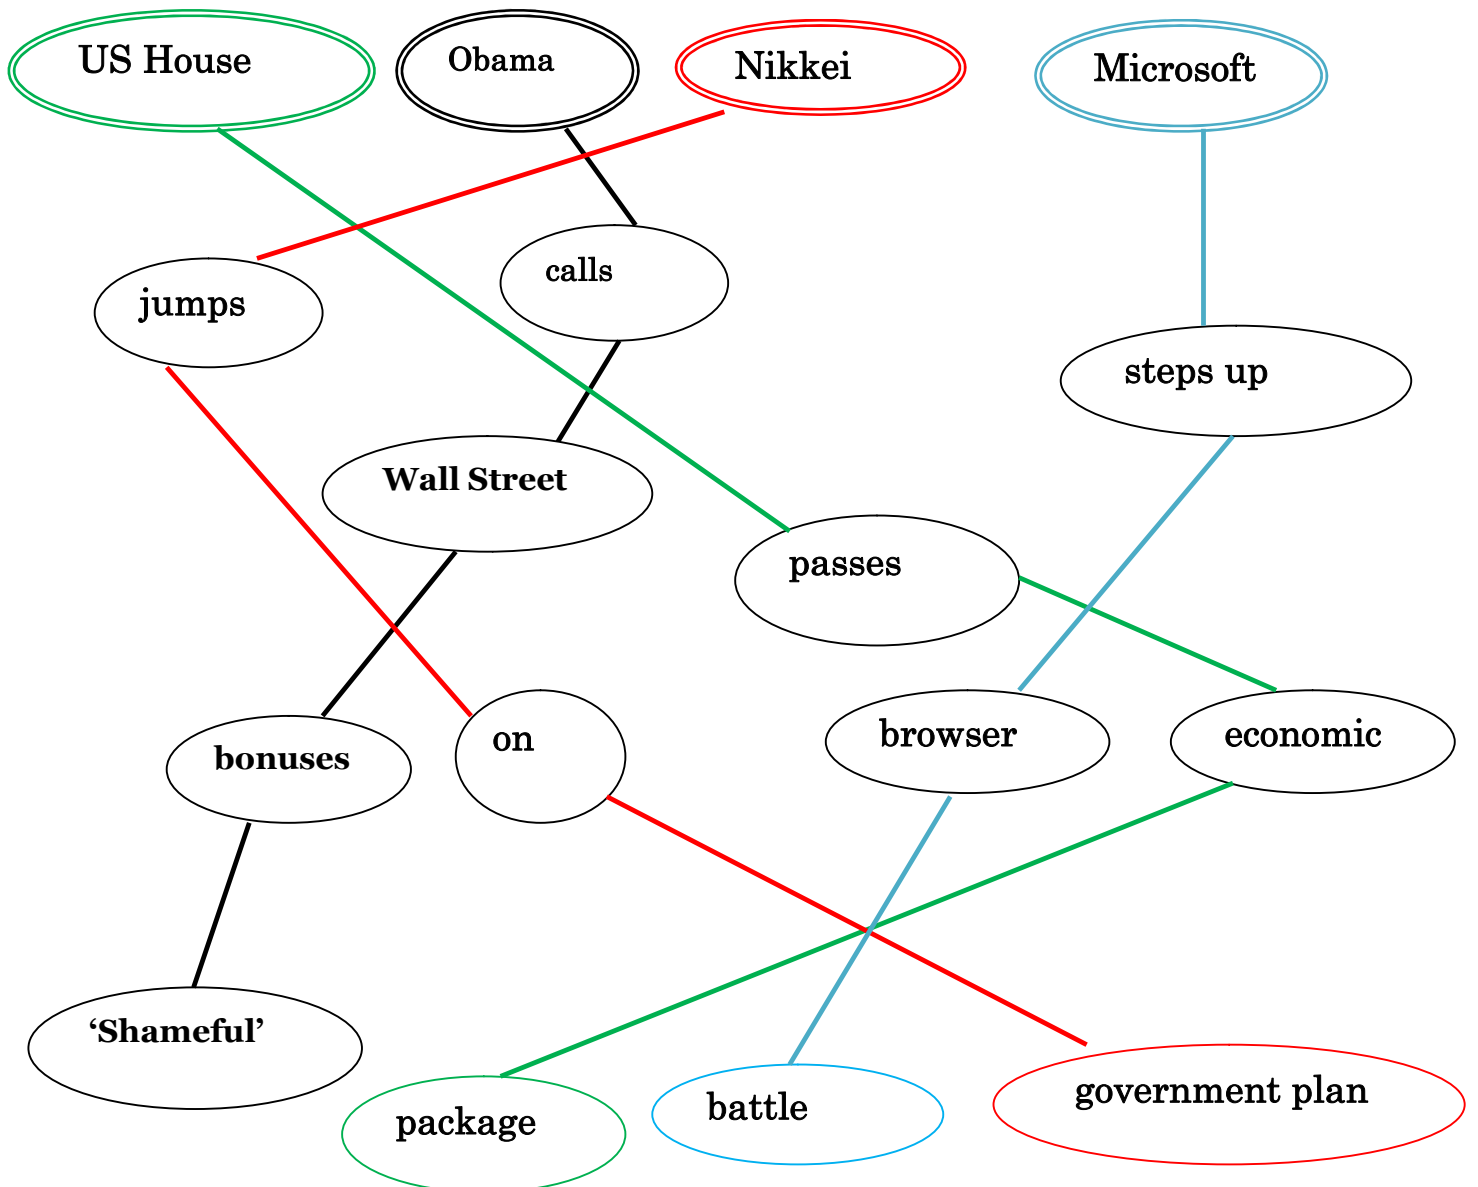 US House
Obama
Nikkei
Microsoft
calls
jumps
steps up
Wall Street
passes
bonuses
on
browser
economic
‘Shameful’
package
battle
government plan